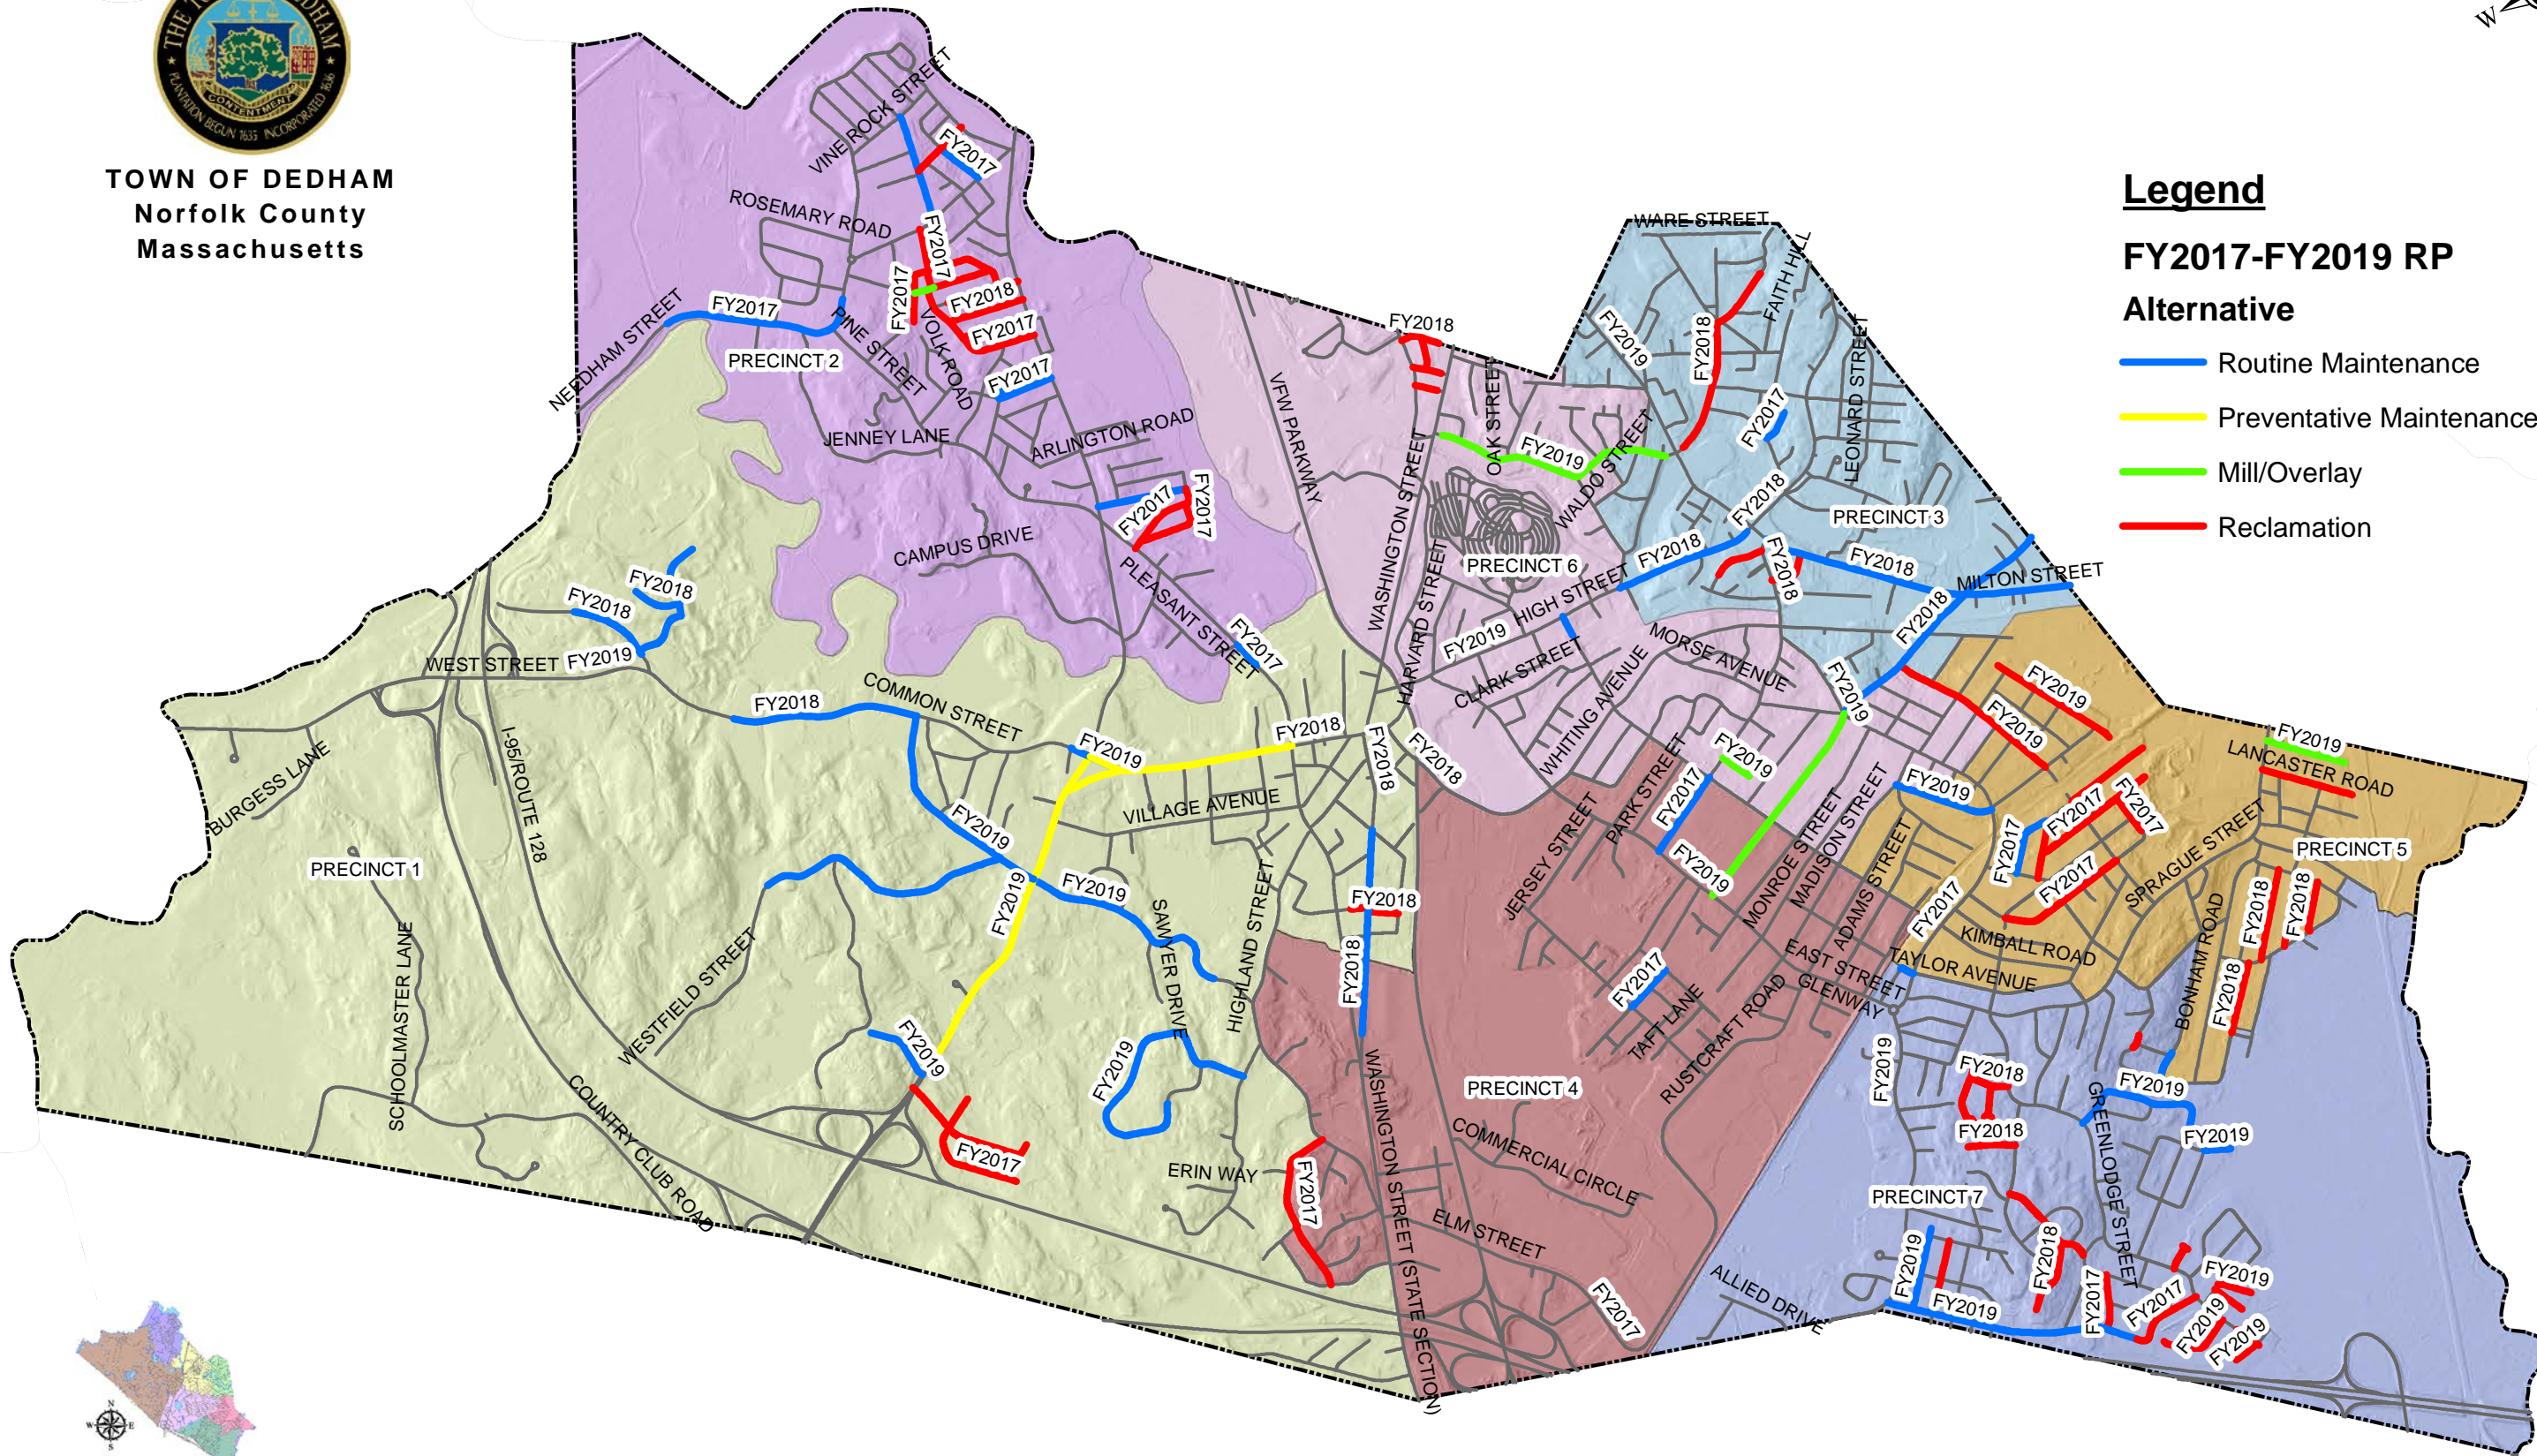 THE TOWN OF DEDHAM
PLANTATION BEGUN 1635 INCORPORATED 1636
CONTENTMENT
TOWN OF DEDHAM
Norfolk County
Massachusetts
W
Legend
FY2017-FY2019 RP
Alternative
Routine Maintenance
Preventative Maintenance
Mill/Overlay
Reclamation
VINE ROCK STREET
FY2017
ROSEMARY ROAD
FY2017
FY2017
FY2018
FY2017
NEEDHAM STREET
FY2017
PRECINCT 2
PINE STREET
VOLK ROAD
FY2017
JENNEY LANE
ARLINGTON ROAD
CAMPUS DRIVE
FY2017
FY2017
PLEASANT STREET
FY2017
VFW PARKWAY
FY2018
WASHINGTON STREET
OAK STREET
FY2019
WALDO STREET
HARVARD STREET
PRECINCT 6
HIGH STREET
FY2019
CLARK STREET
WHITING AVENUE
MORSE AVENUE
WARE STREET
FAITH HILL
FY2019
FY2018
LEONARD STREET
FY2017
FY2018
PRECINCT 3
FY2018
FY2018
FY2018
MILTON STREET
FY2018
FY2019
FY2018
FY2018
WEST STREET
FY2019
FY2018
COMMON STREET
FY2019
FY2018
FY2018
FY2018
VILLAGE AVENUE
FY2019
FY2019
FY2019
I-95/ROUTE 128
BURGESS LANE
PRECINCT 1
SCHOOLMASTER LANE
WESTFIELD STREET
SAWYER DRIVE
HIGHLAND STREET
FY2018
FY2018
FY2019
FY2019
COUNTRY CLUB ROAD
FY2017
ERIN WAY
FY2017
WASHINGTON STREET (STATE SECTION)
PRECINCT 4
COMMERCIAL CIRCLE
ELM STREET
FY2017
JERSEY STREET
PARK STREET
FY2017
FY2019
FY2019
MONROE STREET
MADISON STREET
ADAMS STREET
FY2017
TAFT LANE
RUSTCRAFT ROAD
EAST STREET
GLENWAY
FY2019
FY2019
FY2019
LANCASTER ROAD
FY2019
FY2019
FY2017
FY2017
FY2017
FY2017
FY2017
SPRAGUE STREET
PRECINCT 5
KIMBALL ROAD
TAYLOR AVENUE
BONHAM ROAD
FY2018
FY2018
FY2018
FY2019
FY2018
FY2018
GREENLODGE STREET
FY2019
FY2019
PRECINCT 7
ALLIED DRIVE
FY2019
FY2019
FY2018
FY2017
FY2017
FY2019
FY2019
FY2019
N
W
E
S